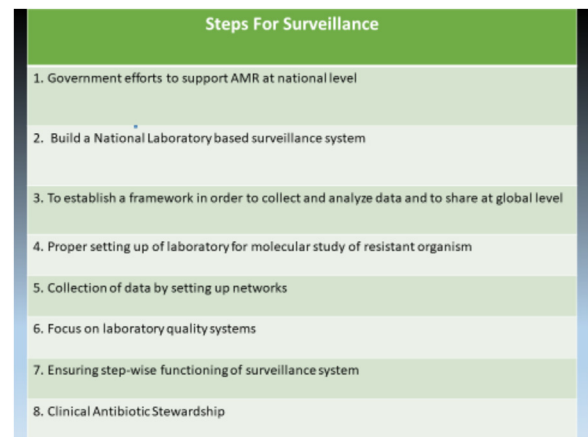 Steps For Surveillance
1. Government efforts to support AMR at national level
2. Build a National Laboratory based surveillance system
3. To establish a framework in order to collect and analyze data and to share at global level
4. Proper setting up of laboratory for molecular study of resistant organism
5. Collection of data by setting up networks
6. Focus on laboratory quality systems
7. Ensuring step-wise functioning of surveillance system
8. Clinical Antibiotic Stewardship